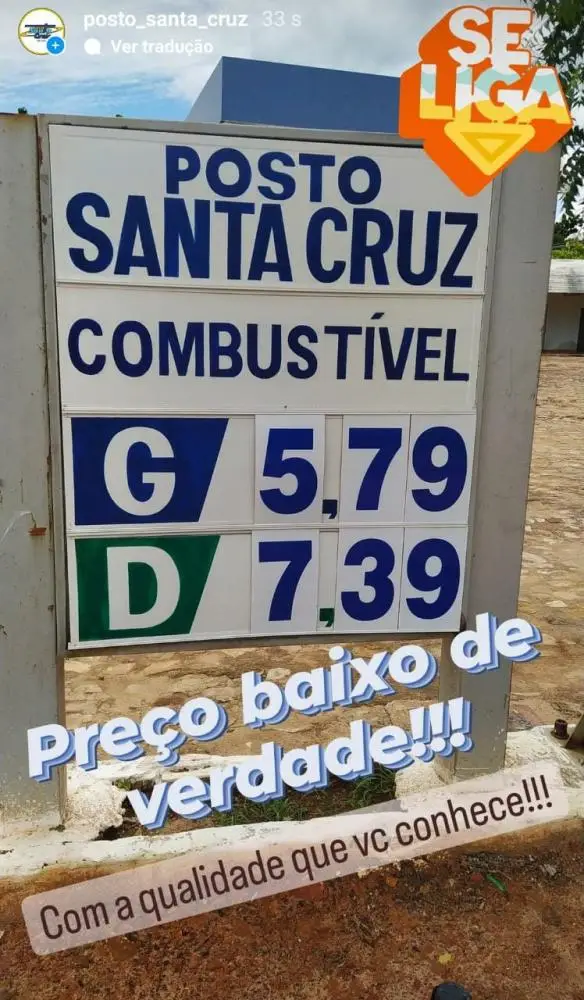 posto_santa_cruz 33 s
Ver tradução
SE
LIGA
POSTO
SANTA CRUZ
COMBUSTÍVEL
G 5,79
D 7,39
Preço baixo de
verdade!!!
Com a qualidade que vc conhece!!!